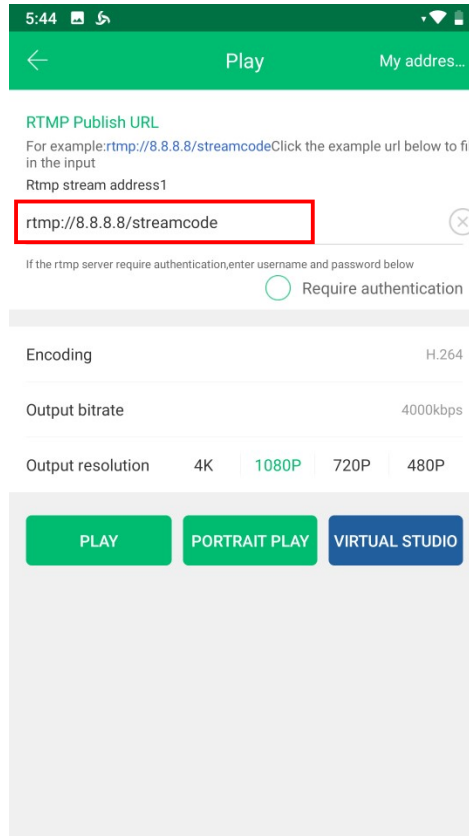 5:44
Play
My addres...
RTMP Publish URL
For example:rtmp://8.8.8.8/streamcodeClick the example url below to fi
in the input
Rtmp stream address1
rtmp://8.8.8.8/streamcode
If the rtmp server require authentication,enter username and password below
Require authentication
Encoding H.264
Output bitrate 4000kbps
Output resolution 4K 1080P 720P 480P
PLAY PORTRAIT PLAY VIRTUAL STUDIO